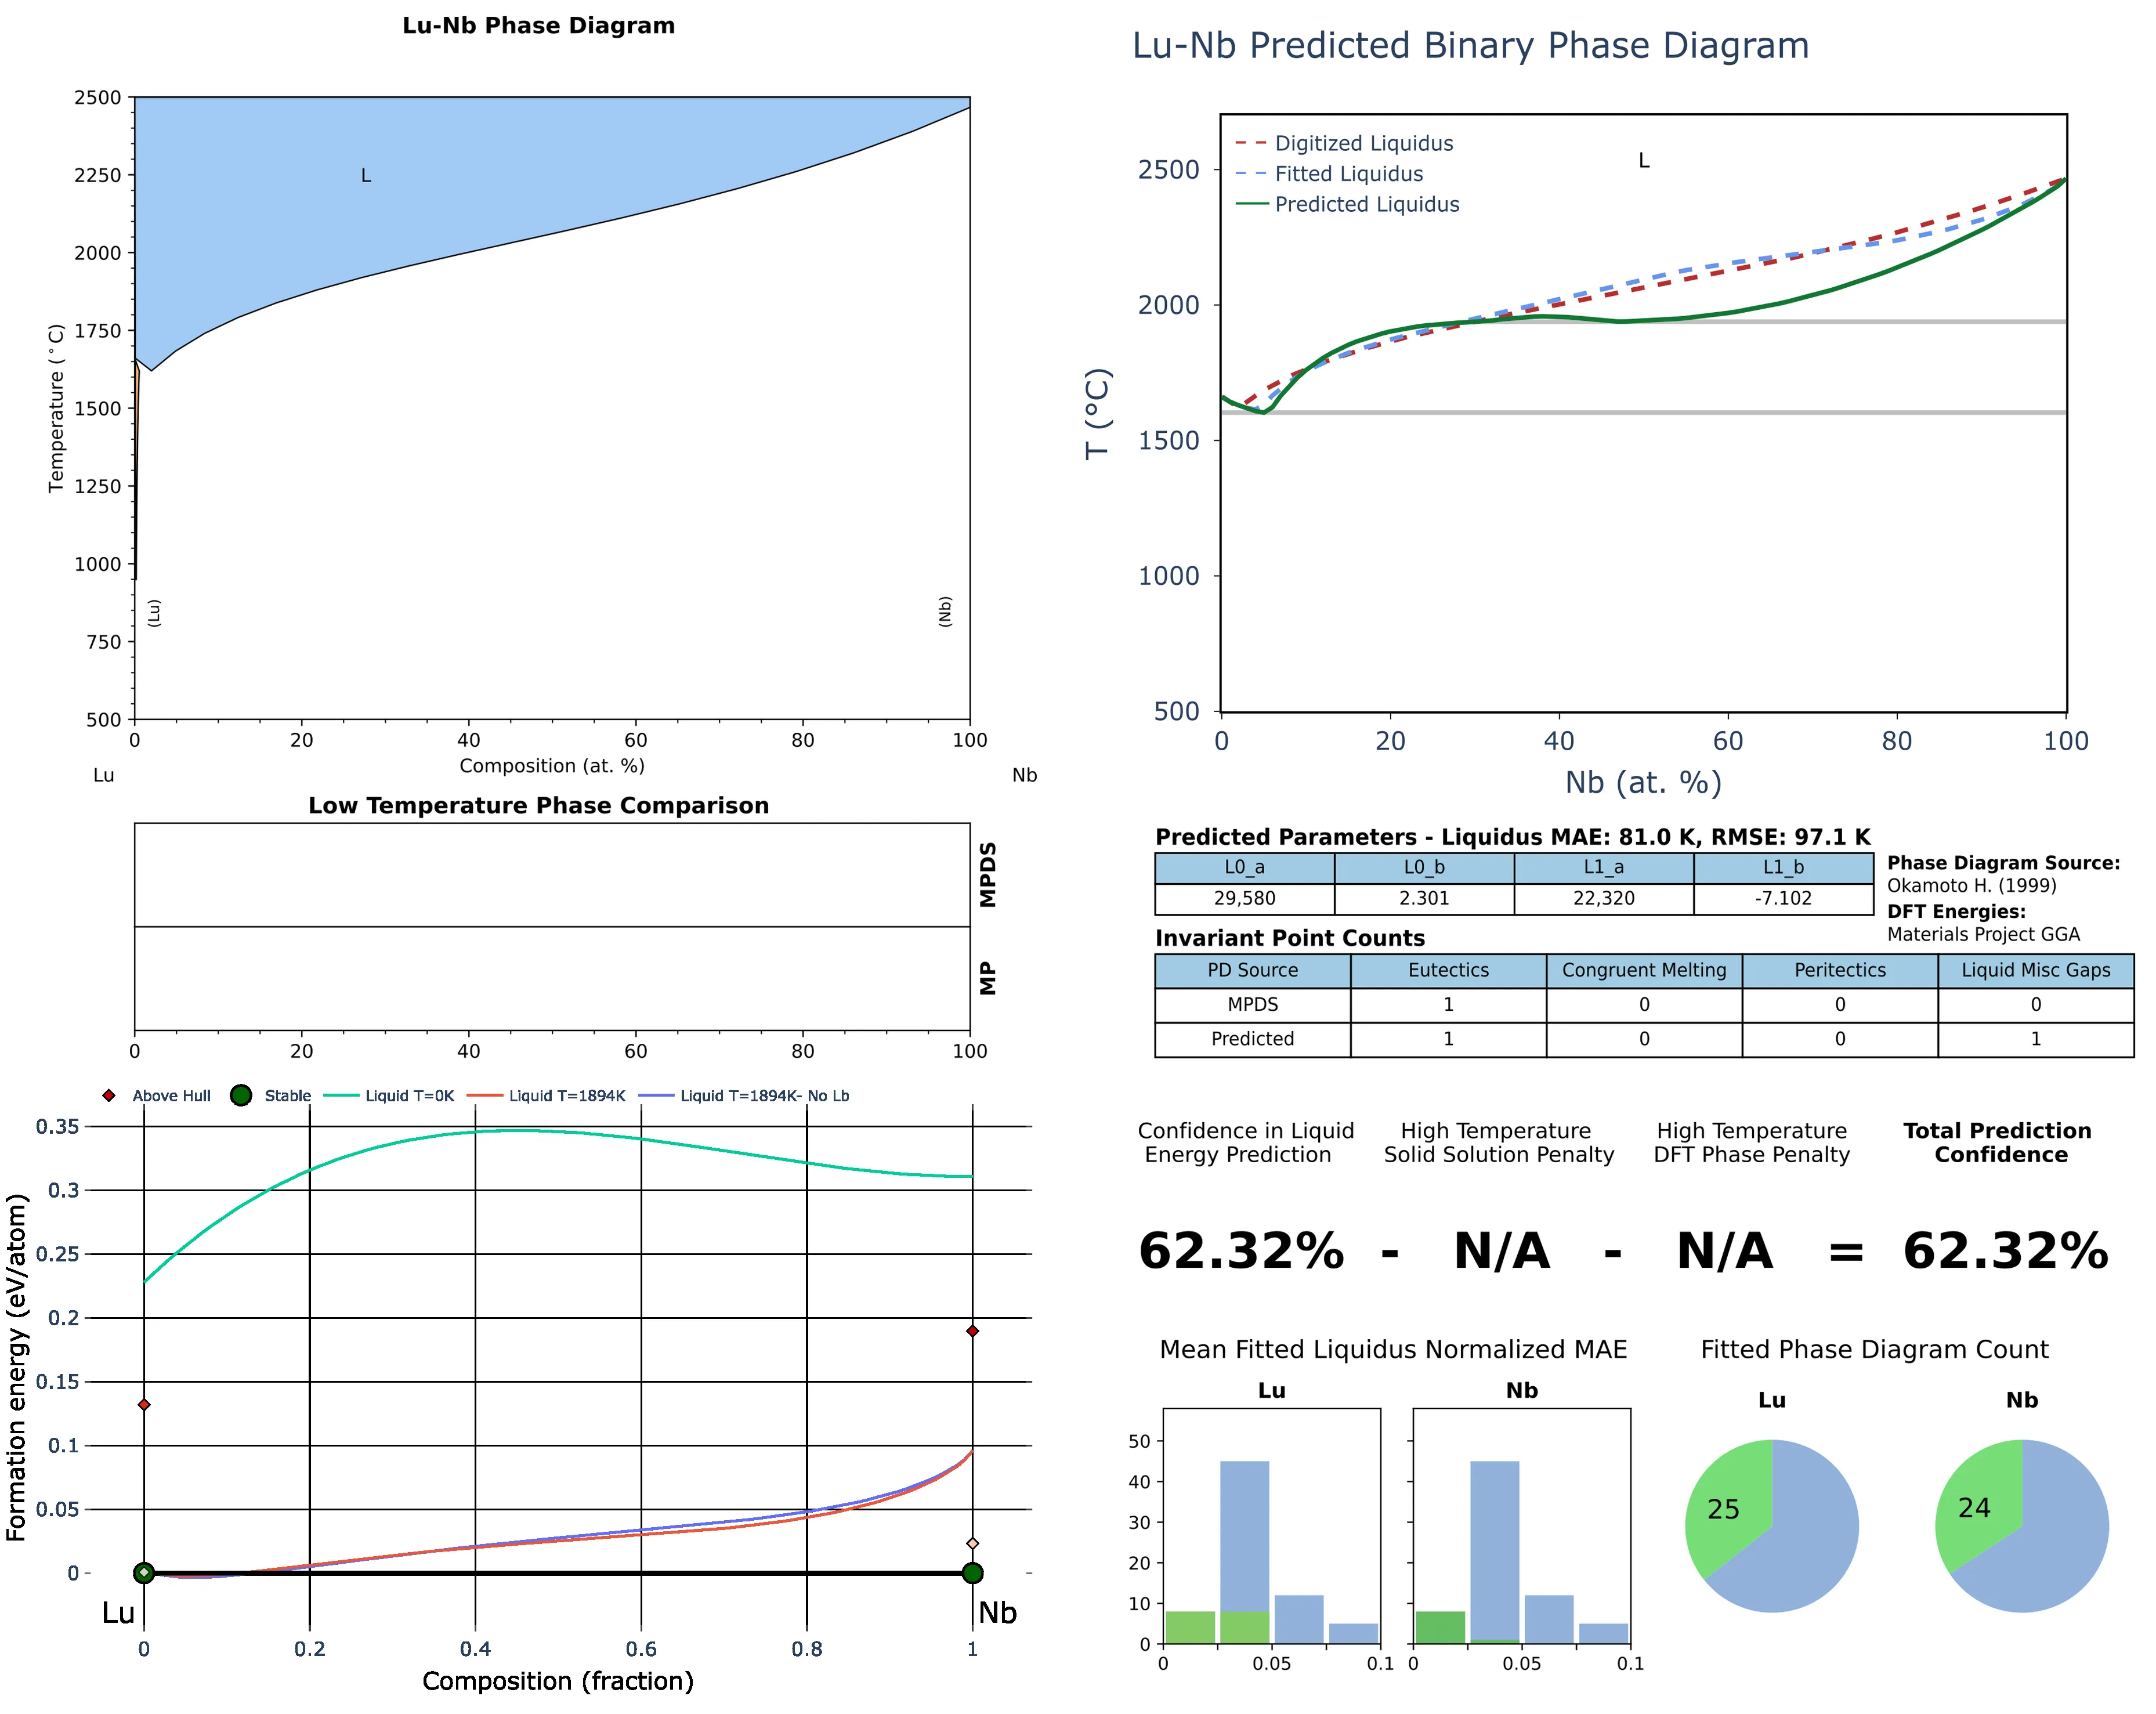 Lu-Nb Phase Diagram
2500
2250
2000
1750
1500
1250
1000
750
500
Temperature (°C)
L
(Lu)
(Nb)
0 20 40 60 80 100
Composition (at. %)
Lu Nb
Low Temperature Phase Comparison
MPDS
MP
0 20 40 60 80 100
Above Hull Stable Liquid T=0K Liquid T=1894K Liquid T=1894K- No Lb
0.35
0.3
0.25
0.2
0.15
0.1
0.05
0
Formation energy (eV/atom)
Lu Nb
0 0.2 0.4 0.6 0.8 1
Composition (fraction)
Lu-Nb Predicted Binary Phase Diagram
Digitized Liquidus
Fitted Liquidus
Predicted Liquidus
L
2500
2000
1500
1000
500
T (°C)
0 20 40 60 80 100
Nb (at. %)
Predicted Parameters - Liquidus MAE: 81.0 K, RMSE: 97.1 K
L0_a L0_b L1_a L1_b
29,580 2.301 22,320 -7.102
Phase Diagram Source:
Okamoto H. (1999)
DFT Energies:
Materials Project GGA
Invariant Point Counts
PD Source Eutectics Congruent Melting Peritectics Liquid Misc Gaps
MPDS 1 0 0 0
Predicted 1 0 0 1
Confidence in Liquid
Energy Prediction
High Temperature
Solid Solution Penalty
High Temperature
DFT Phase Penalty
Total Prediction
Confidence
62.32% - N/A - N/A = 62.32%
Mean Fitted Liquidus Normalized MAE
Lu Nb
50
40
30
20
10
0
0 0.05 0.1 0 0.05 0.1
Fitted Phase Diagram Count
Lu Nb
25 24